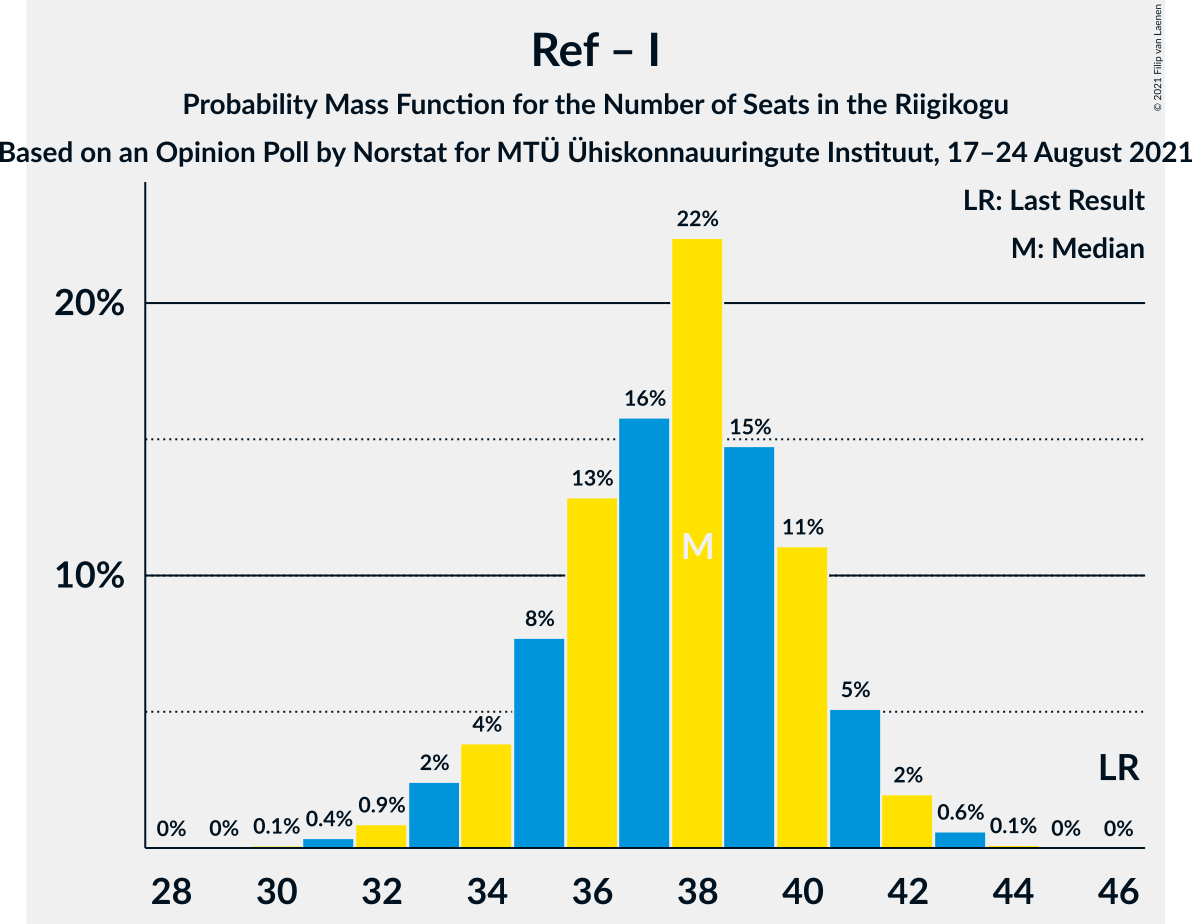 Ref – I
Probability Mass Function for the Number of Seats in the Riigikogu
Based on an Opinion Poll by Norstat for MTÜ Ühiskonnauuringute Instituut, 17–24 August 2021
© 2021 Filip van Laenen
LR: Last Result
M: Median
20%
10%
0%
0%
0.1%
0.4%
0.9%
2%
4%
8%
13%
16%
22%
15%
11%
5%
2%
0.6%
0.1%
0%
0%
M
LR
28 30 32 34 36 38 40 42 44 46